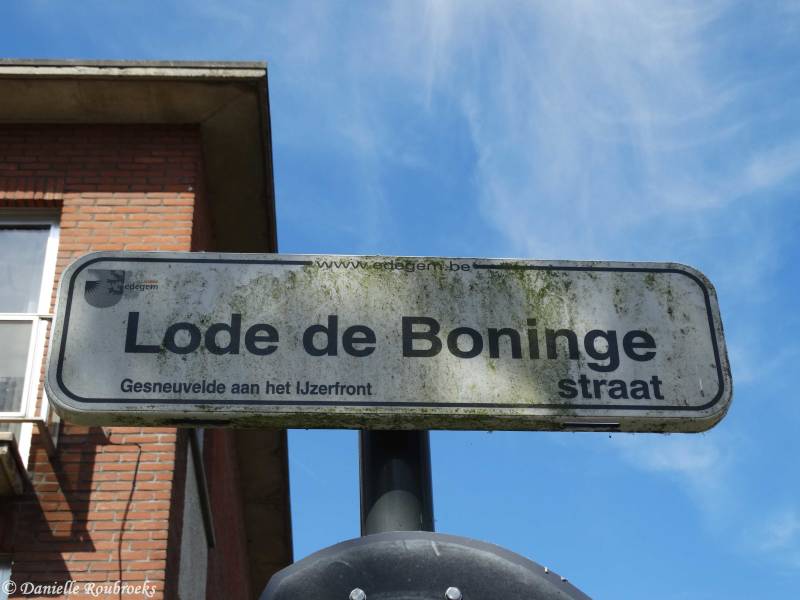 www.edegem.be
edegem
Lode de Boninge
straat
Gesneuvelde aan het IJzerfront
© Danielle Roubroeks